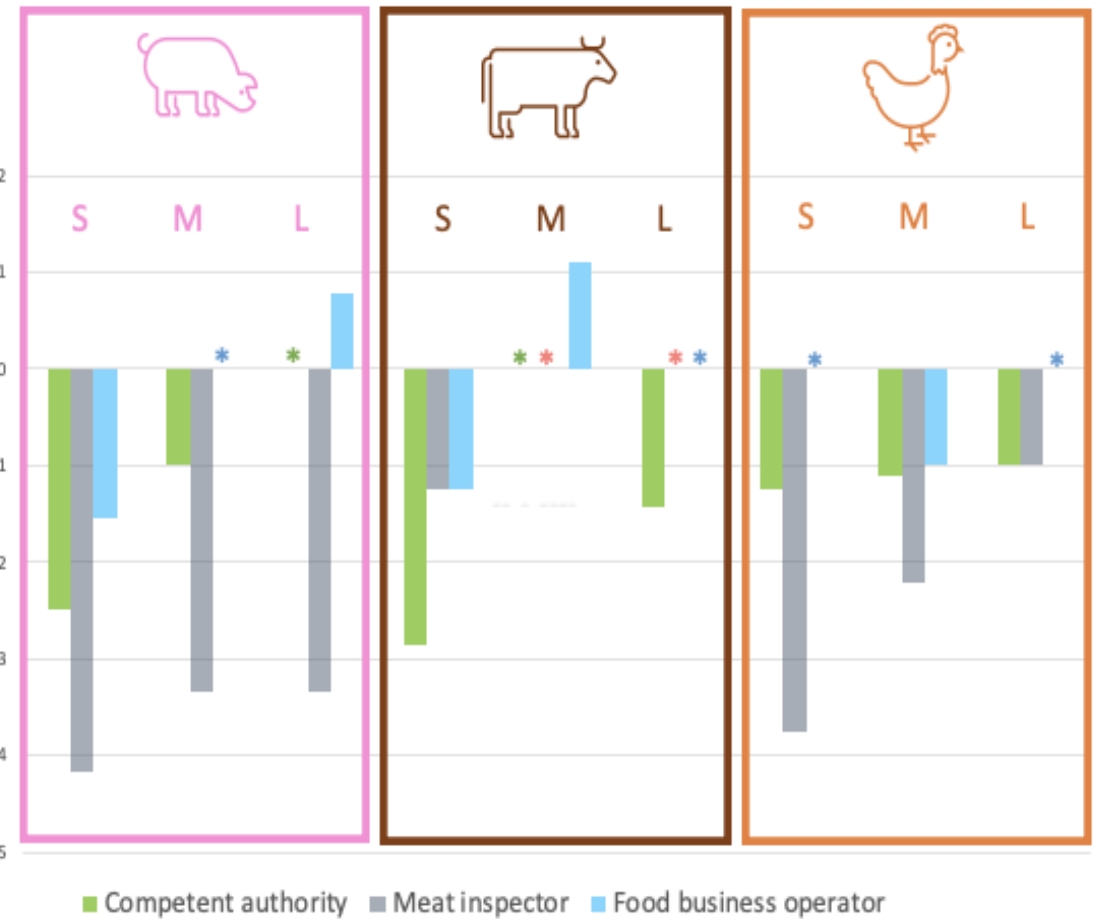 2
S M L S M L S M L
1
* * * * * * * *
0
1
2
3
4
5
Competent authority Meat inspector Food business operator